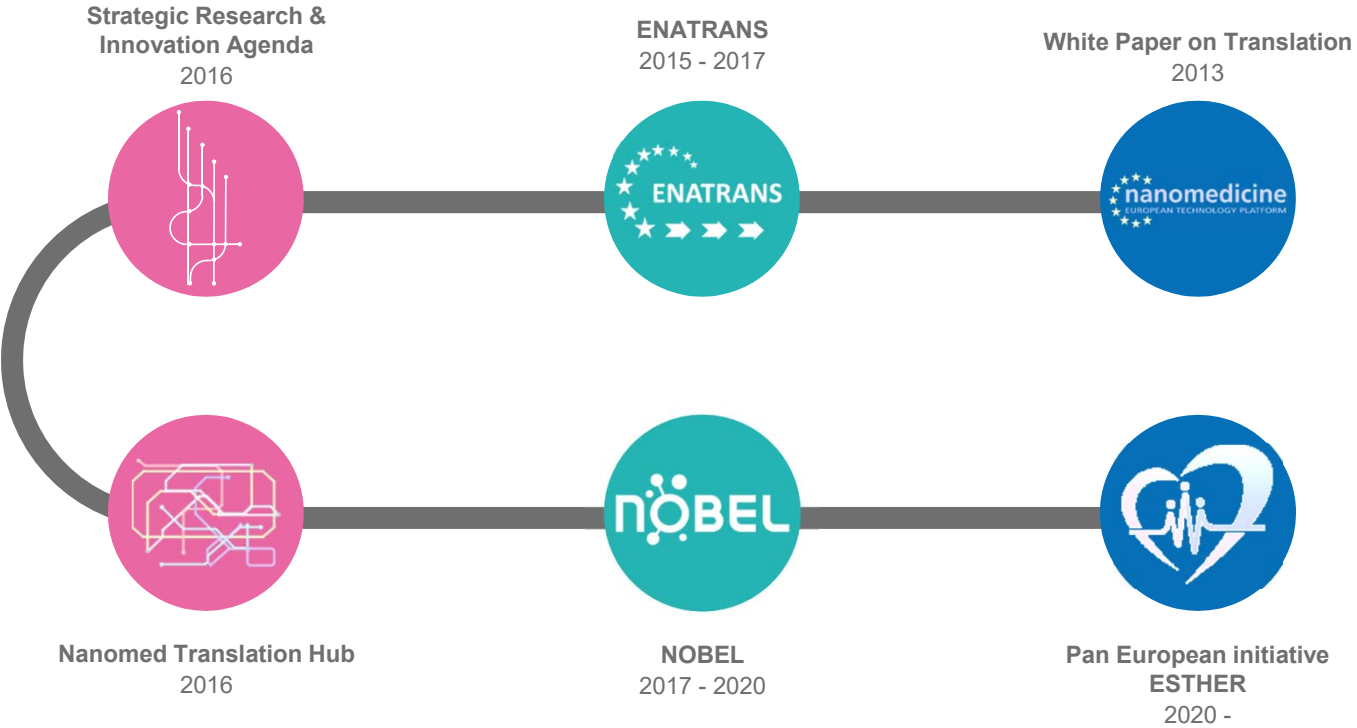 Strategic Research &
Innovation Agenda
2016
ENATRANS
2015 - 2017
White Paper on Translation
2013
ENATRANS
nanomedicine
EUROPEAN TECHNOLOGY PLATFORM
NOBEL
Nanomed Translation Hub
2016
NOBEL
2017 - 2020
Pan European initiative
ESTHER
2020 -